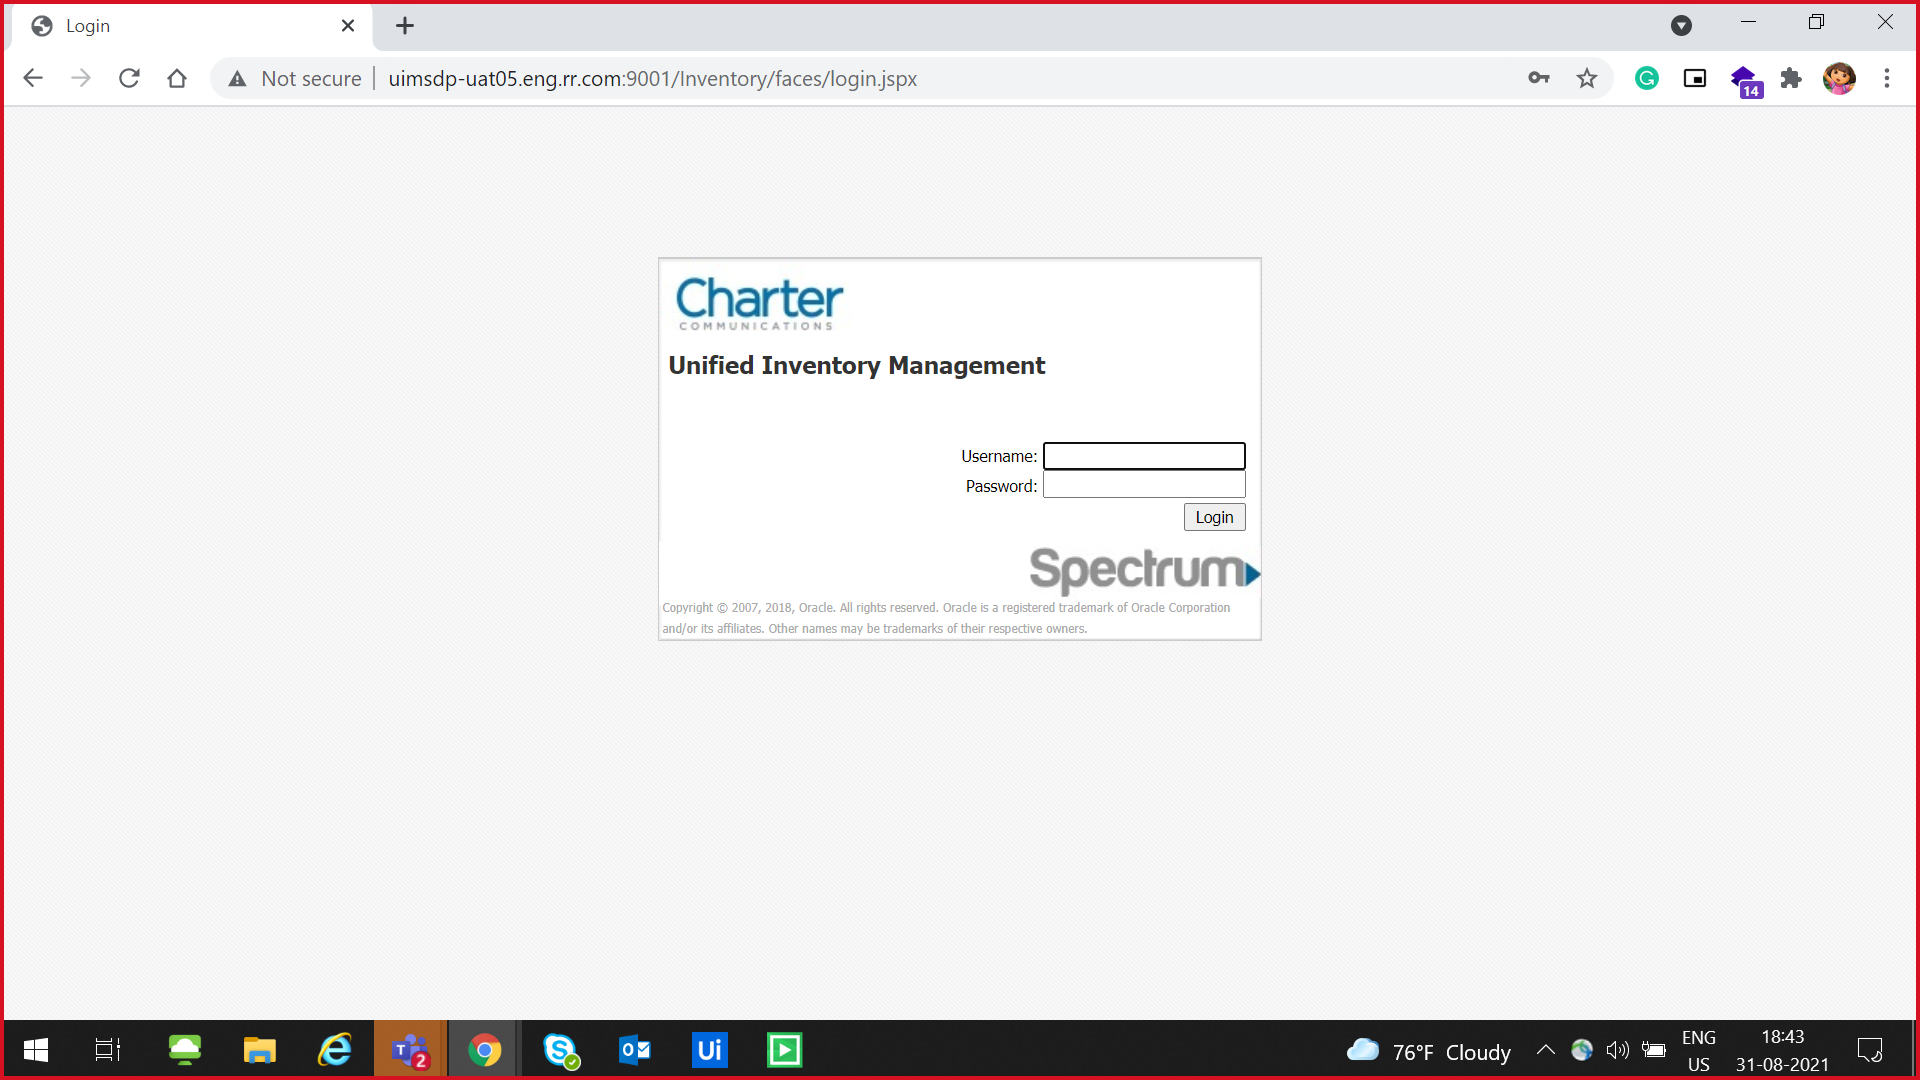 Login
Not secure
uimsdp-uat05.eng.rr.com:9001/Inventory/faces/login.jspx
14
Charter
COMMUNICATIONS
Unified Inventory Management
Username:
Password:
Login
Spectrum
Copyright © 2007, 2018, Oracle. All rights reserved. Oracle is a registered trademark of Oracle Corporation
and/or its affiliates. Other names may be trademarks of their respective owners.
T
2
S
O
Ui
76°F Cloudy
ENG
US
18:43
31-08-2021